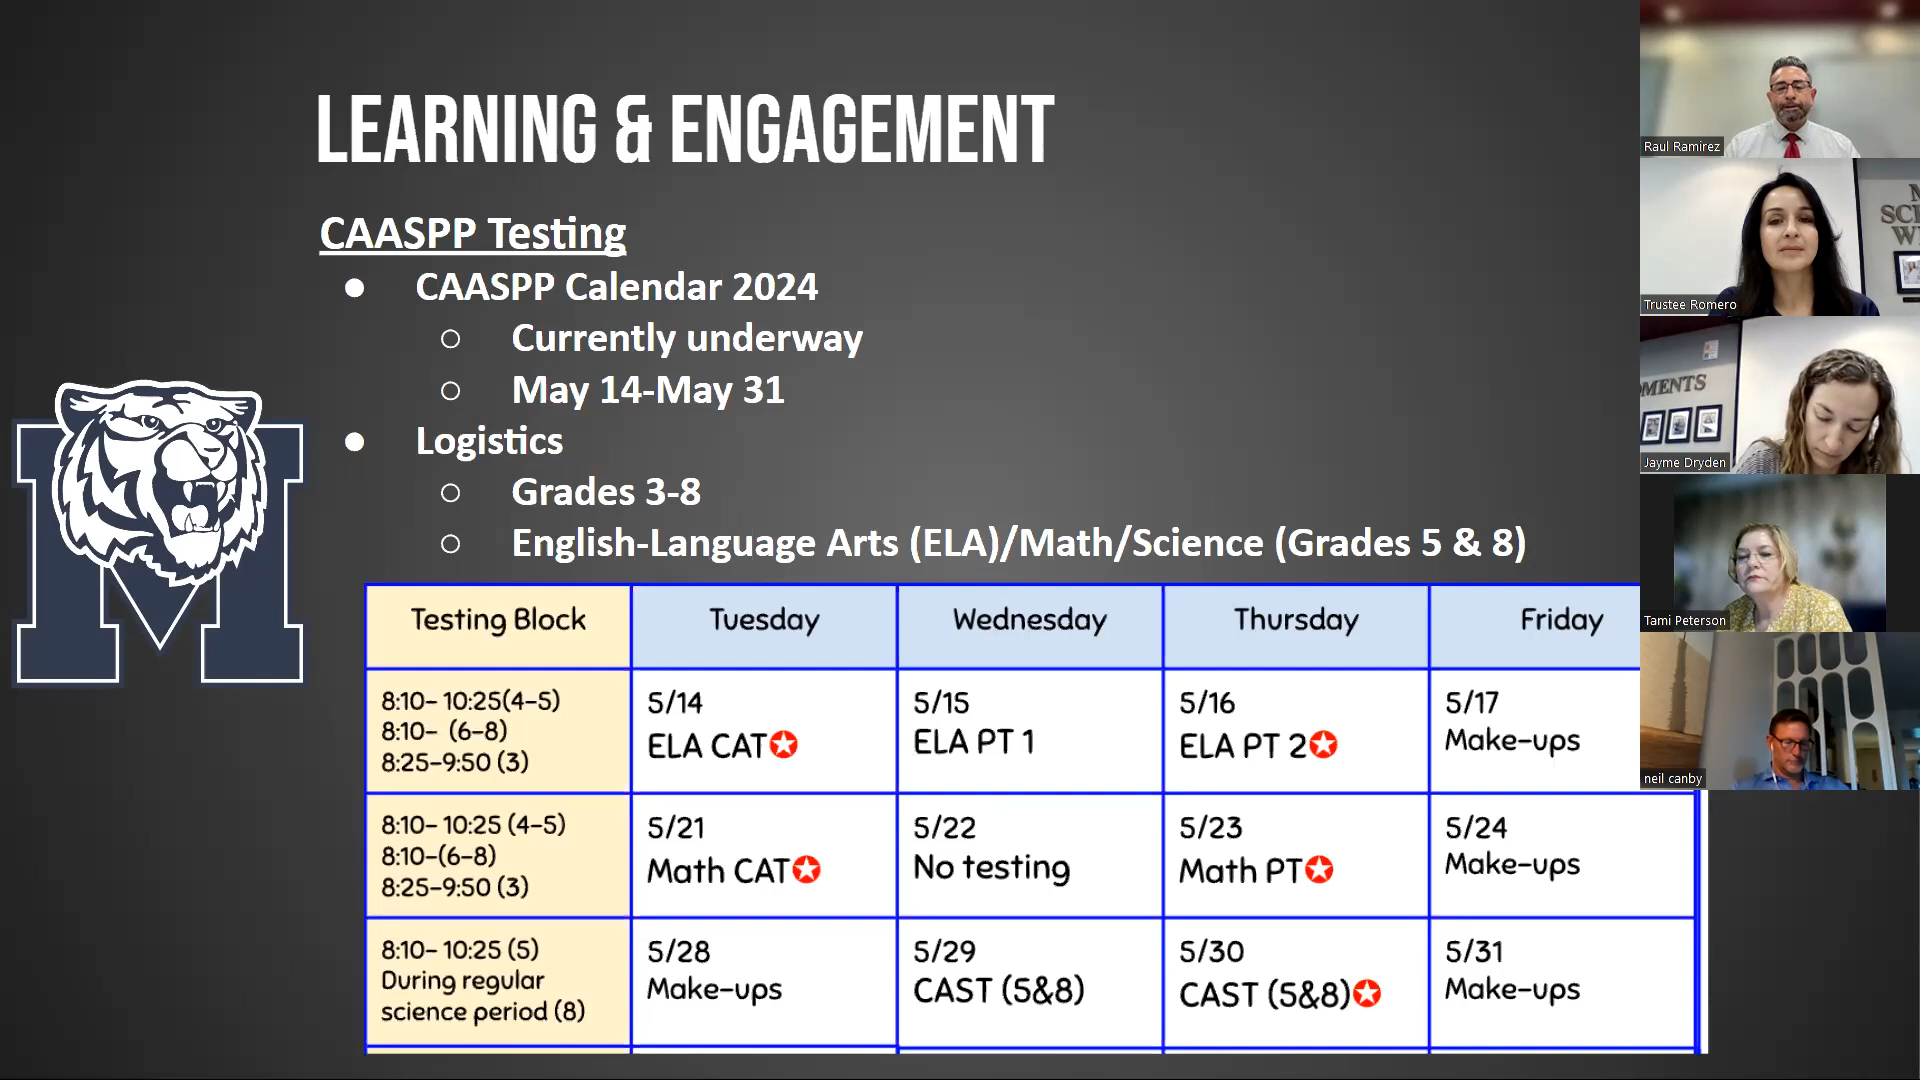 LEARNING & ENGAGEMENT
CAASPP Testing
● CAASPP Calendar 2024
○ Currently underway
○ May 14-May 31
● Logistics
○ Grades 3-8
○ English-Language Arts (ELA)/Math/Science (Grades 5 & 8)
Testing Block Tuesday Wednesday Thursday Friday
8:10- 10:25(4-5)
8:10- (6-8)
8:25-9:50 (3)
5/14
ELA CAT
5/15
ELA PT 1
5/16
ELA PT 2
5/17
Make-ups
8:10- 10:25 (4-5)
8:10-(6-8)
8:25-9:50 (3)
5/21
Math CAT
5/22
No testing
5/23
Math PT
5/24
Make-ups
8:10- 10:25 (5)
During regular
science period (8)
5/28
Make-ups
5/29
CAST (5&8)
5/30
CAST (5&8)
5/31
Make-ups
M
Raul Ramirez
Trustee Romero
MENTS
Jayme Dryden
Tami Peterson
neil canby